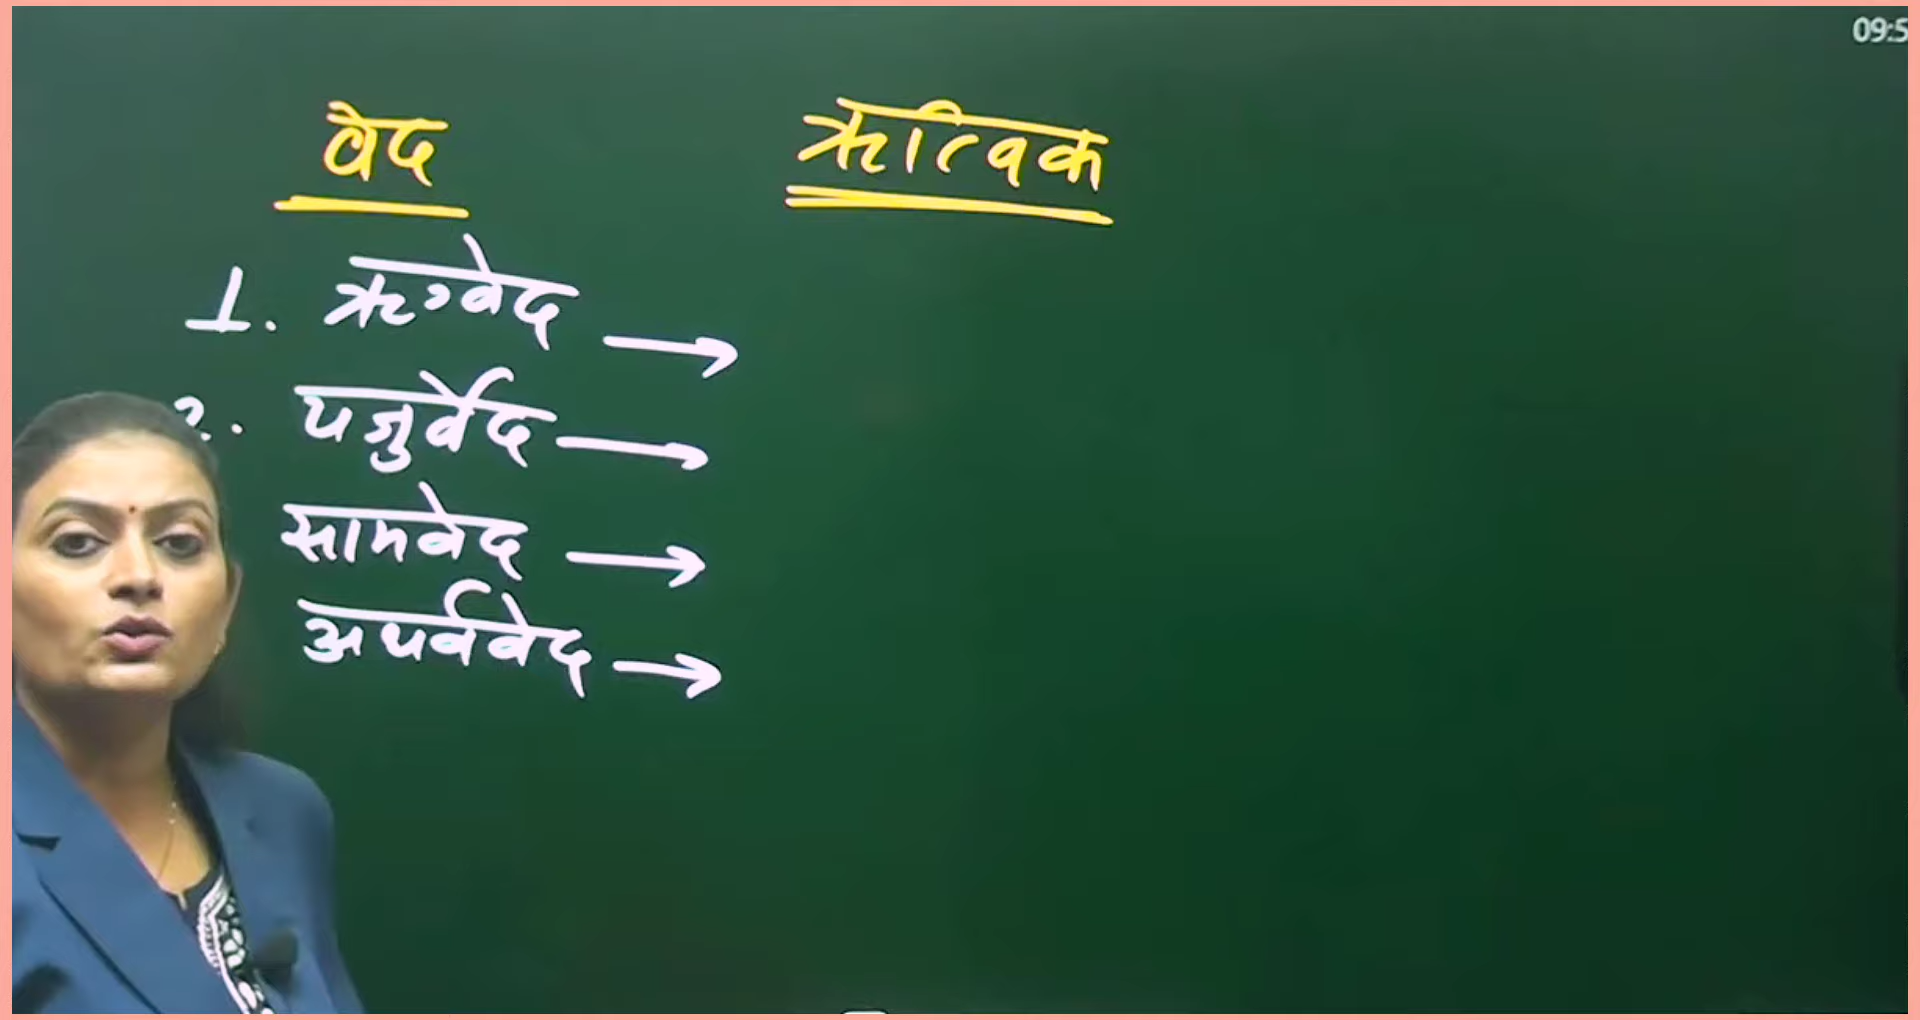 09:5
वेद ऋत्विक
1. ऋग्वेद →
2. यजुर्वेद →
सामवेद →
अथर्ववेद →